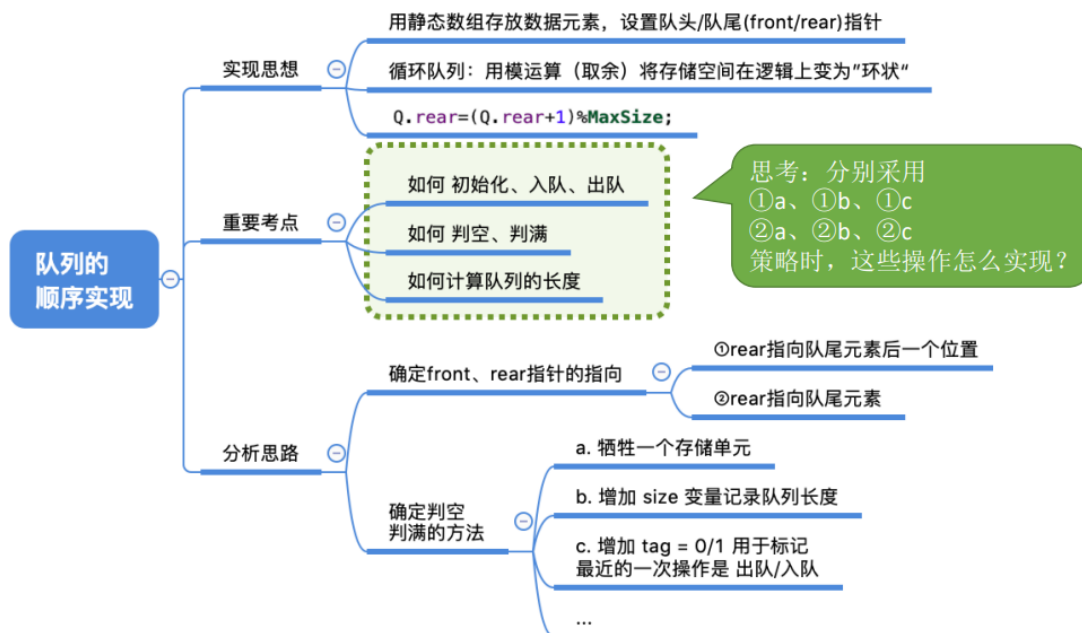 队列的
顺序实现
实现思想
用静态数组存放数据元素，设置队头/队尾(front/rear)指针
循环队列：用模运算（取余）将存储空间在逻辑上变为"环状“
Q.rear=(Q.rear+1)%MaxSize;
重要考点
如何 初始化、入队、出队
如何 判空、判满
如何计算队列的长度
思考：分别采用
①a、①b、①c
②a、②b、②c
策略时，这些操作怎么实现？
分析思路
确定front、rear指针的指向
①rear指向队尾元素后一个位置
②rear指向队尾元素
确定判空
判满的方法
a. 牺牲一个存储单元
b. 增加 size 变量记录队列长度
c. 增加 tag = 0/1 用于标记
最近的一次操作是 出队/入队
...